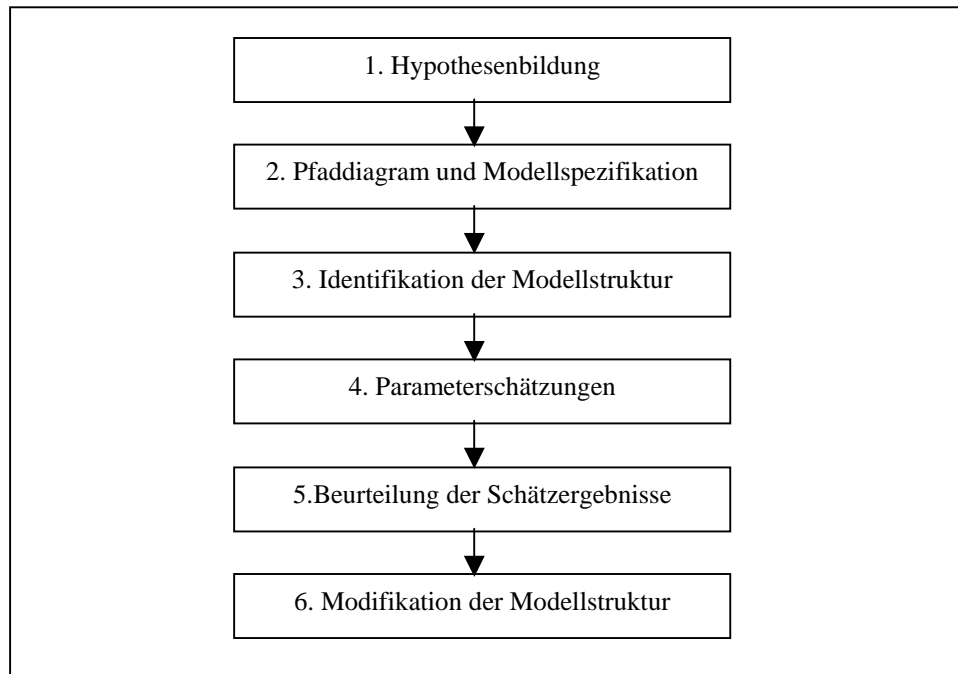 1. Hypothesenbildung
2. Pfaddiagram und Modellspezifikation
3. Identifikation der Modellstruktur
4. Parameterschätzungen
5.Beurteilung der Schätzergebnisse
6. Modifikation der Modellstruktur